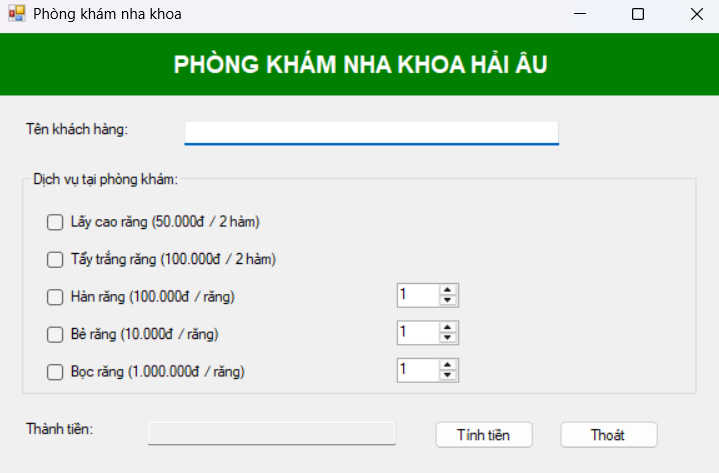 Phòng khám nha khoa
PHÒNG KHÁM NHA KHOA HẢI ÂU
Tên khách hàng:
Dịch vụ tại phòng khám:
Lấy cao răng (50.000đ / 2 hàm)
Tẩy trắng răng (100.000đ / 2 hàm)
Hàn răng (100.000đ / răng) 1
Bẻ răng (10.000đ / răng) 1
Bọc răng (1.000.000đ / răng) 1
Thành tiền: Tính tiền Thoát